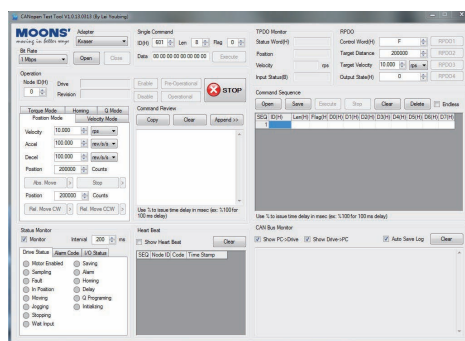 CANopen Test Tool V1.0.13.0013 (By Lei Youbing)
MOONS'
moving in better ways
Adapter
Kvaser
Bit Rate
1 Mbps
Open
Close
Operation
Node ID(H)
0
Drive
Revision
Torque Mode
Homing
Q Mode
Position Mode
Velocity Mode
Velocity 10.000 rps
Accel 100.000 rev/s/s
Decel 100.000 rev/s/s
Position 200000 Counts
Abs. Move > Stop >
Position 200000 Counts
Rel. Move CW > Rel. Move CCW >
Status Monitor
Monitor Interval 200 ms
Drive Status Alarm Code I/O Status
Motor Enabled Saving
Sampling Alarm
Fault Homing
In Position Delay
Moving Q Programing
Jogging Initializing
Stopping
Wait Input
Single Command
ID(H) 601 Len 8 Flag 0
Data 00 00 00 00 00 00 00 00 Execute
Enable Pre-Operational
Disable Operational
STOP
Command Review
Copy Clear Append >>
Use % to issue time delay in msec (ex: %100 for
100 ms delay)
Heart Beat
Show Heart Beat Clear
SEQ Node ID Code Time Stamp
TPDO Monitor
Status Word(H)
Position
Velocity rps
Input Status(B)
RPDO
Control Word(H) F RPDO1
Target Distance 200000 RPDO2
Target Velocity 10.000 rps RPDO3
Output State(H) 0 RPDO4
Command Sequence
Open Save Execute Stop Clear Delete Endless
SEQ ID(H) Len(H) Flag(H) D0(H) D1(H) D2(H) D3(H) D4(H) D5(H) D6(H) D7(H)
1
Use % to issue time delay in msec (ex: %100 for 100 ms delay)
CAN Bus Monitor
Show PC->Drive Show Drive->PC Auto Save Log Clear